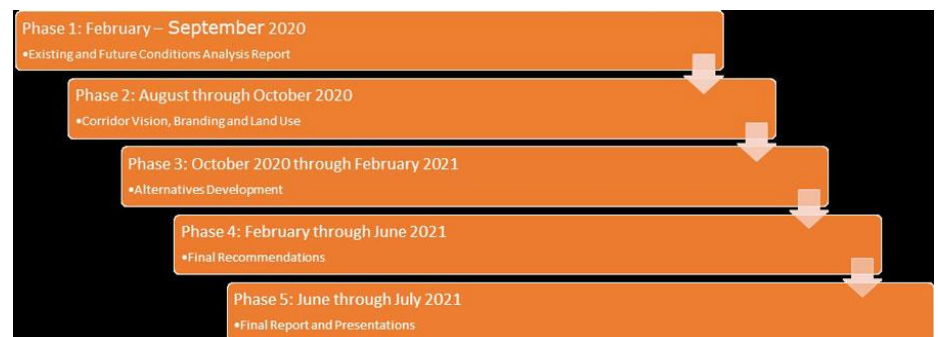 Phase 1: February – September 2020
•Existing and Future Conditions Analysis Report
Phase 2: August through October 2020
•Corridor Vision, Branding and Land Use
Phase 3: October 2020 through February 2021
•Alternatives Development
Phase 4: February through June 2021
•Final Recommendations
Phase 5: June through July 2021
•Final Report and Presentations